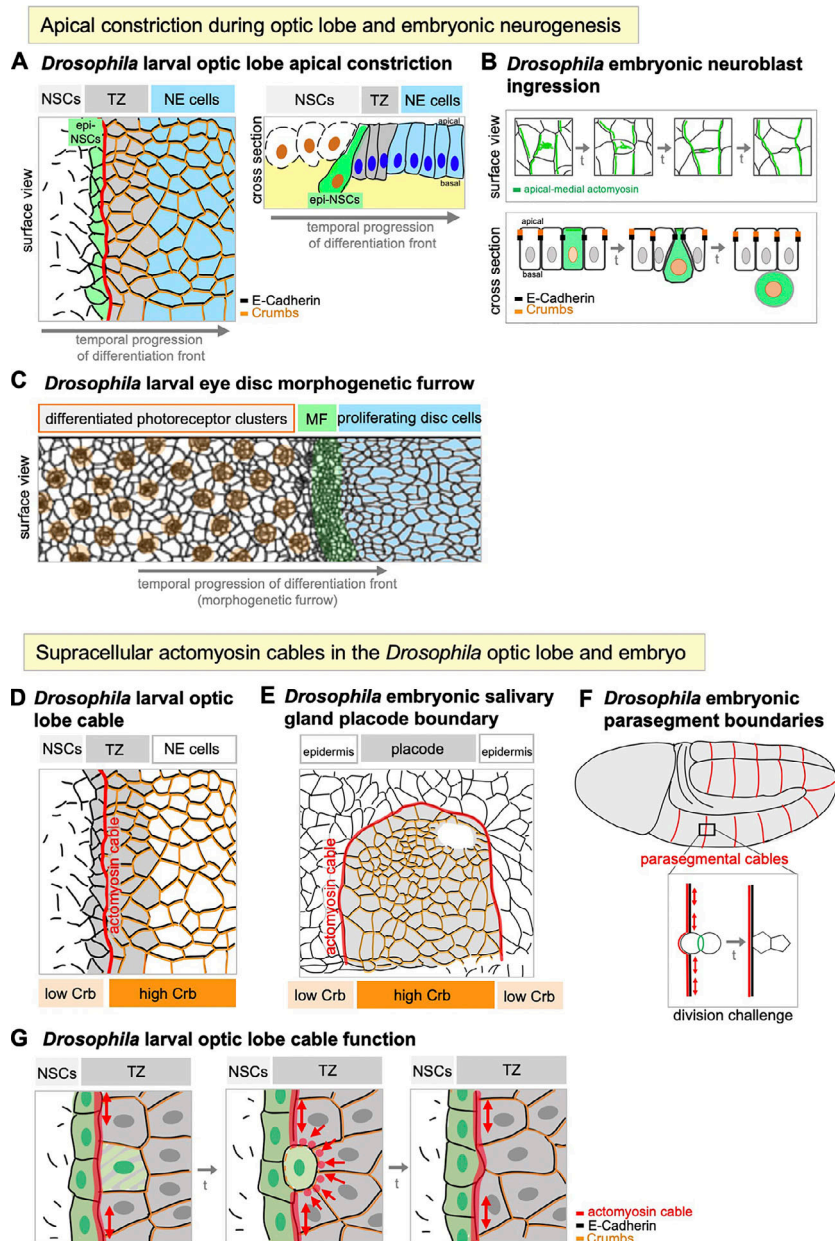 Apical constriction during optic lobe and embryonic neurogenesis
A Drosophila larval optic lobe apical constriction
NSCs TZ NE cells
epi-
NSCs
surface view
E-Cadherin
Crumbs
temporal progression
of differentiation front
NSCs TZ NE cells
cross section
apical
basal
epi-NSCs
temporal progression
of differentiation front
B Drosophila embryonic neuroblast
ingression
surface view
t t t
apical-medial actomyosin
cross section
apical
basal
t t
E-Cadherin
Crumbs
C Drosophila larval eye disc morphogenetic furrow
differentiated photoreceptor clusters MF proliferating disc cells
surface view
temporal progression of differentiation front
(morphogenetic furrow)
Supracellular actomyosin cables in the Drosophila optic lobe and embryo
D Drosophila larval optic
lobe cable
NSCs TZ NE cells
actomyosin cable
low Crb high Crb
E Drosophila embryonic salivary
gland placode boundary
epidermis placode epidermis
actomyosin cable
low Crb high Crb low Crb
F Drosophila embryonic
parasegment boundaries
parasegmental cables
t
division challenge
G Drosophila larval optic lobe cable function
NSCs TZ NSCs TZ NSCs TZ
t t
actomyosin cable
E-Cadherin
Crumbs